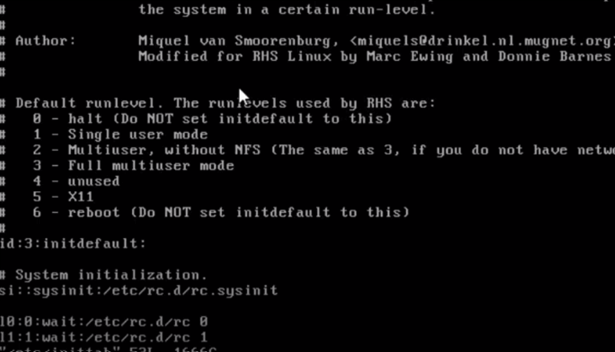 #                the system in a certain run-level.
#
# Author:        Miquel van Smoorenburg, <miquels@drinkel.nl.mugnet.org
#                Modified for RHS Linux by Marc Ewing and Donnie Barnes
#
# Default runlevel. The runlevels used by RHS are:
#   0 - halt (Do NOT set initdefault to this)
#   1 - Single user mode
#   2 - Multiuser, without NFS (The same as 3, if you do not have netw
#   3 - Full multiuser mode
#   4 - unused
#   5 - X11
#   6 - reboot (Do NOT set initdefault to this)
#
id:3:initdefault:
# System initialization.
si::sysinit:/etc/rc.d/rc.sysinit
l0:0:wait:/etc/rc.d/rc 0
l1:1:wait:/etc/rc.d/rc 1
"/etc/inittab" 53L, 1666C